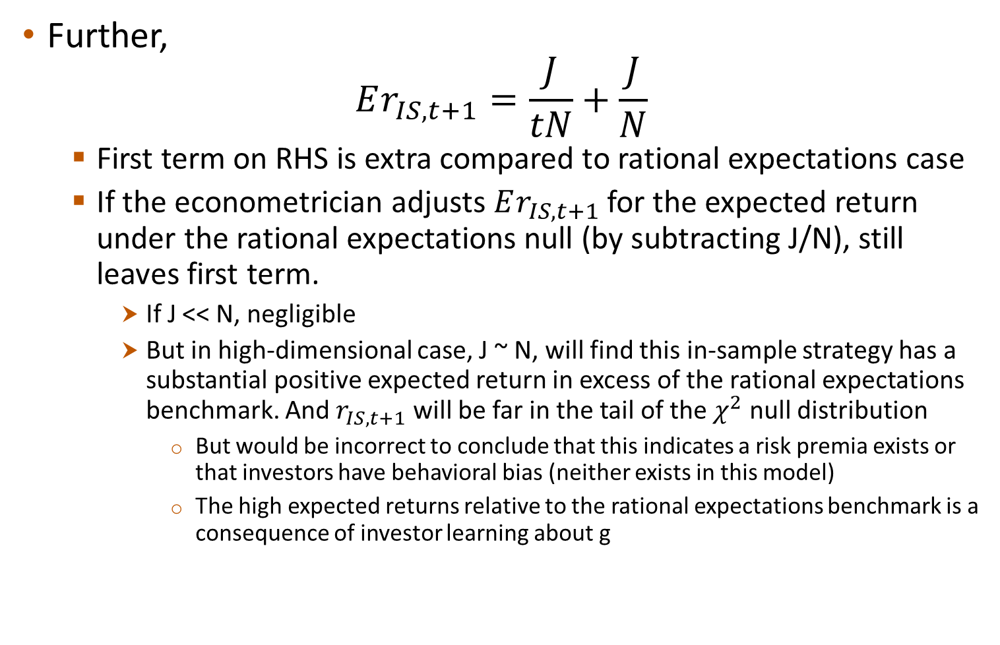 • Further,
Er_{IS,t+1} = J/tN + J/N
▪ First term on RHS is extra compared to rational expectations case
▪ If the econometrician adjusts Er_{IS,t+1} for the expected return
under the rational expectations null (by subtracting J/N), still
leaves first term.
➤ If J << N, negligible
➤ But in high-dimensional case, J ~ N, will find this in-sample strategy has a
substantial positive expected return in excess of the rational expectations
benchmark. And r_{IS,t+1} will be far in the tail of the χ² null distribution
○ But would be incorrect to conclude that this indicates a risk premia exists or
that investors have behavioral bias (neither exists in this model)
○ The high expected returns relative to the rational expectations benchmark is a
consequence of investor learning about g